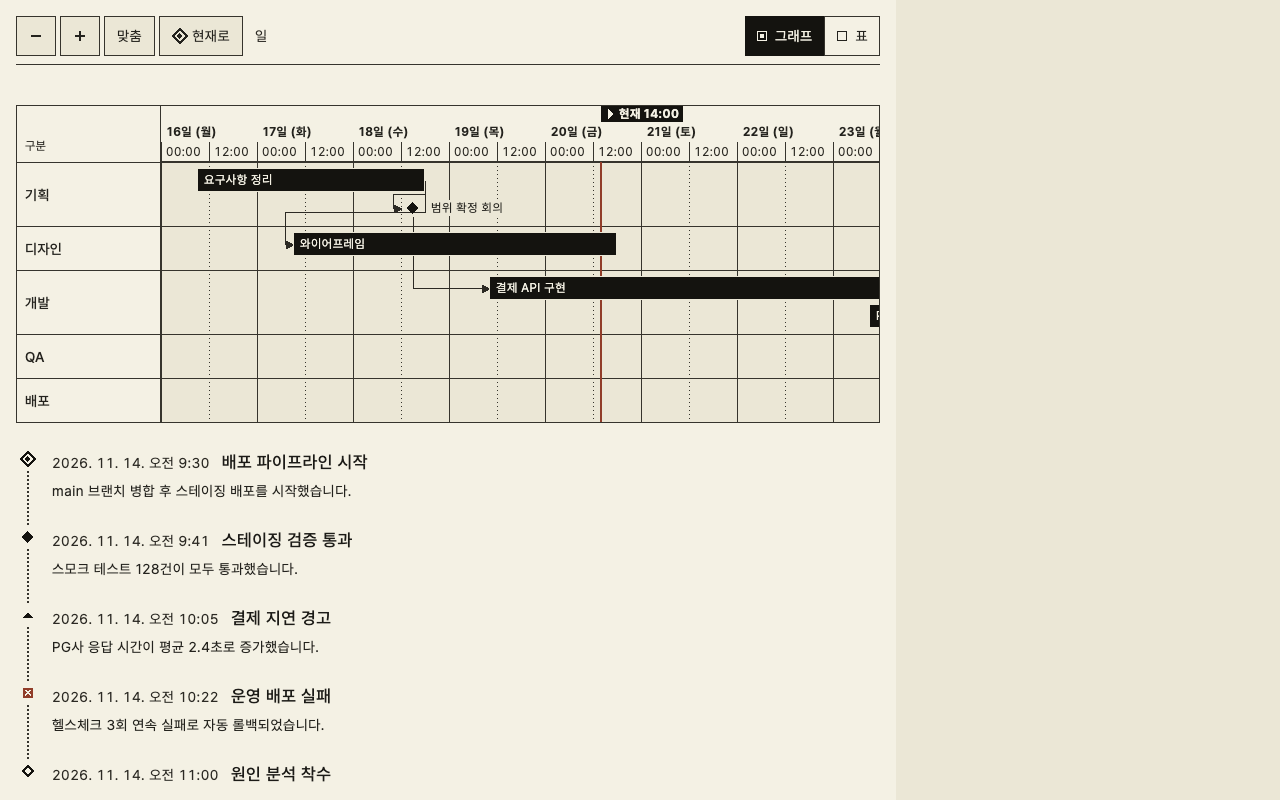 맞춤 현재로 일 그래프 표
현재 14:00
16일 (월) 17일 (화) 18일 (수) 19일 (목) 20일 (금) 21일 (토) 22일 (일) 23일
구분 00:00 12:00 00:00 12:00 00:00 12:00 00:00 12:00 00:00 12:00 00:00 12:00 00:00 12:00 00:00
요구사항 정리
기획
범위 확정 회의
디자인 와이어프레임
결제 API 구현
개발
QA
배포
2026. 11. 14. 오전 9:30 배포 파이프라인 시작
main 브랜치 병합 후 스테이징 배포를 시작했습니다.
2026. 11. 14. 오전 9:41 스테이징 검증 통과
스모크 테스트 128건이 모두 통과했습니다.
2026. 11. 14. 오전 10:05 결제 지연 경고
PG사 응답 시간이 평균 2.4초로 증가했습니다.
2026. 11. 14. 오전 10:22 운영 배포 실패
헬스체크 3회 연속 실패로 자동 롤백되었습니다.
2026. 11. 14. 오전 11:00 원인 분석 착수